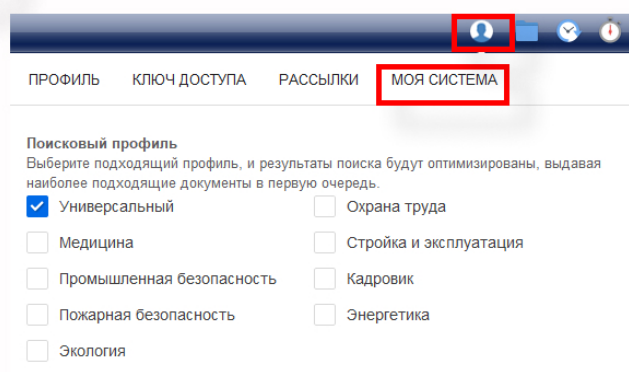 ПРОФИЛЬ КЛЮЧ ДОСТУПА РАССЫЛКИ МОЯ СИСТЕМА
Поисковый профиль
Выберите подходящий профиль, и результаты поиска будут оптимизированы, выдавая
наиболее подходящие документы в первую очередь.
Универсальный Охрана труда
Медицина Стройка и эксплуатация
Промышленная безопасность Кадровик
Пожарная безопасность Энергетика
Экология